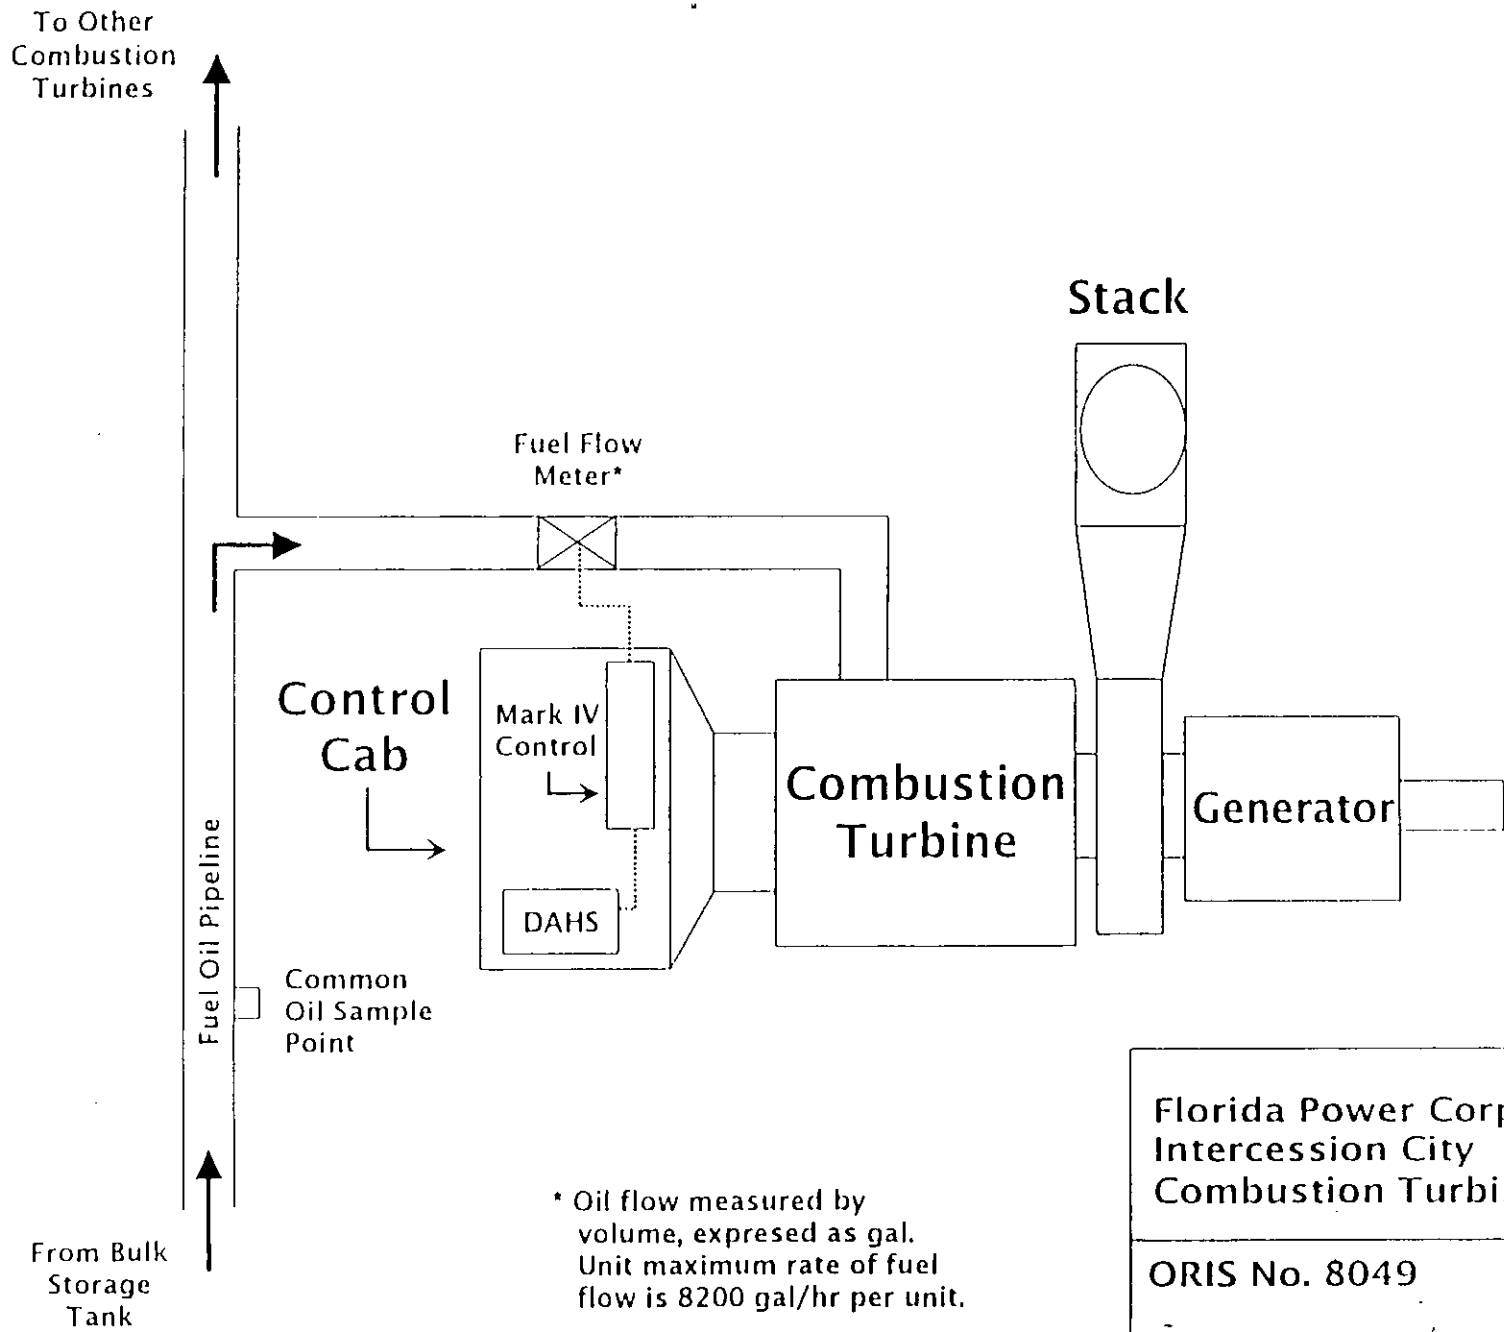 To Other
Combustion
Turbines
Stack
Fuel Flow
Meter*
Control
Cab
Mark IV
Control
Combustion
Turbine
Generator
DAHS
Fuel Oil Pipeline
Common
Oil Sample
Point
From Bulk
Storage
Tank
* Oil flow measured by
volume, expresed as gal.
Unit maximum rate of fuel
flow is 8200 gal/hr per unit.
Florida Power Corp
Intercession City
Combustion Turbi
ORIS No. 8049